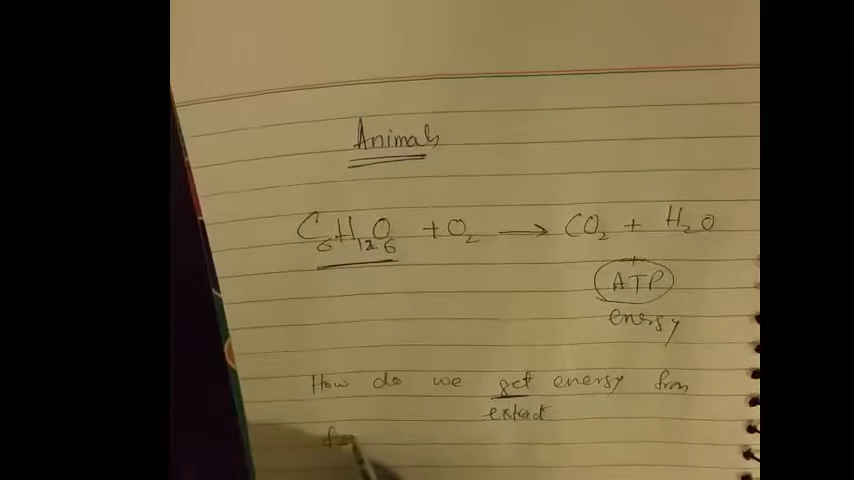 Animals
C₆H₁₂O₆ + O₂ → CO₂ + H₂O
+
ATP
energy
How do we get energy from
extract